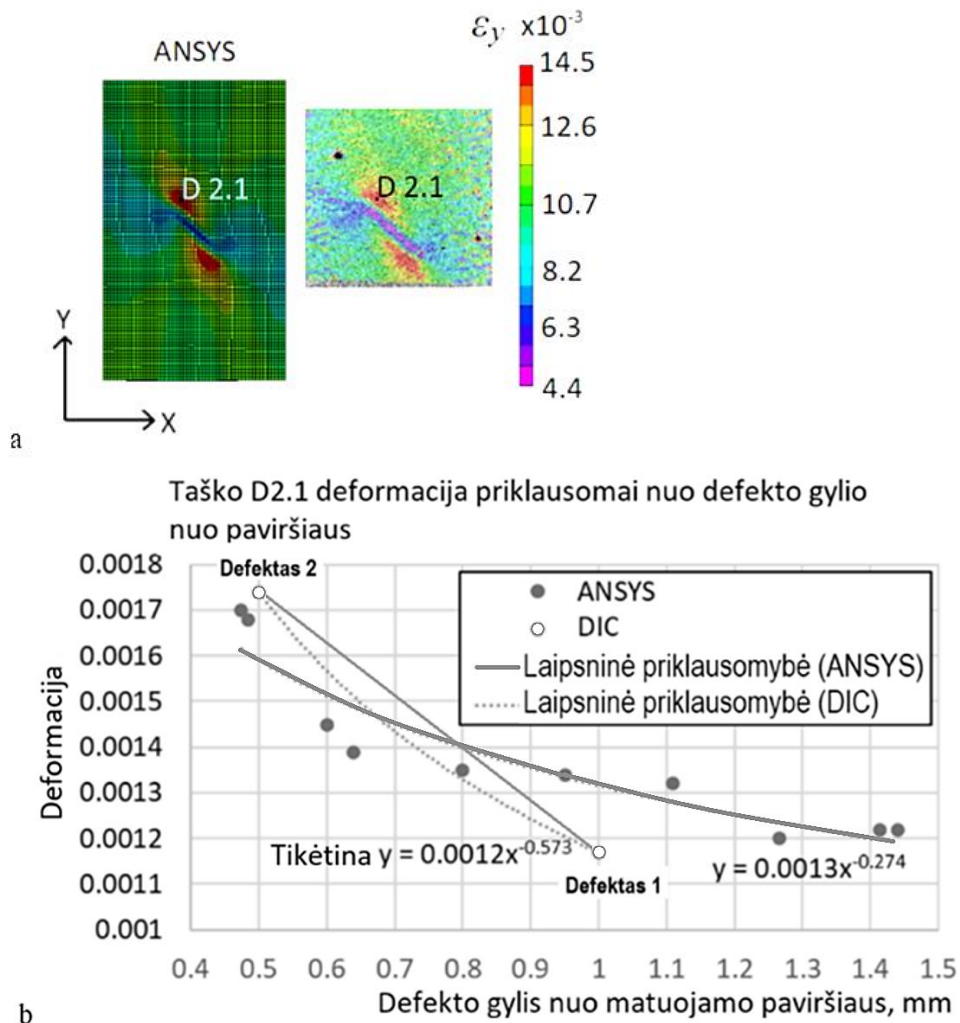 ANSYS
εy x10-3
14.5
12.6
10.7
8.2
6.3
4.4
D 2.1
D 2.1
Y
X
a
Taško D2.1 deformacija priklausomai nuo defekto gylio
nuo paviršiaus
Deformacija
0.0018
0.0017
0.0016
0.0015
0.0014
0.0013
0.0012
0.0011
0.001
Defektas 2
ANSYS
DIC
Laipsninė priklausomybė (ANSYS)
Laipsninė priklausomybė (DIC)
Tikėtina y = 0.0012x-0.573
Defektas 1
y = 0.0013x-0.274
0.4 0.5 0.6 0.7 0.8 0.9 1 1.1 1.2 1.3 1.4 1.5
Defekto gylis nuo matuojamo paviršiaus, mm
b